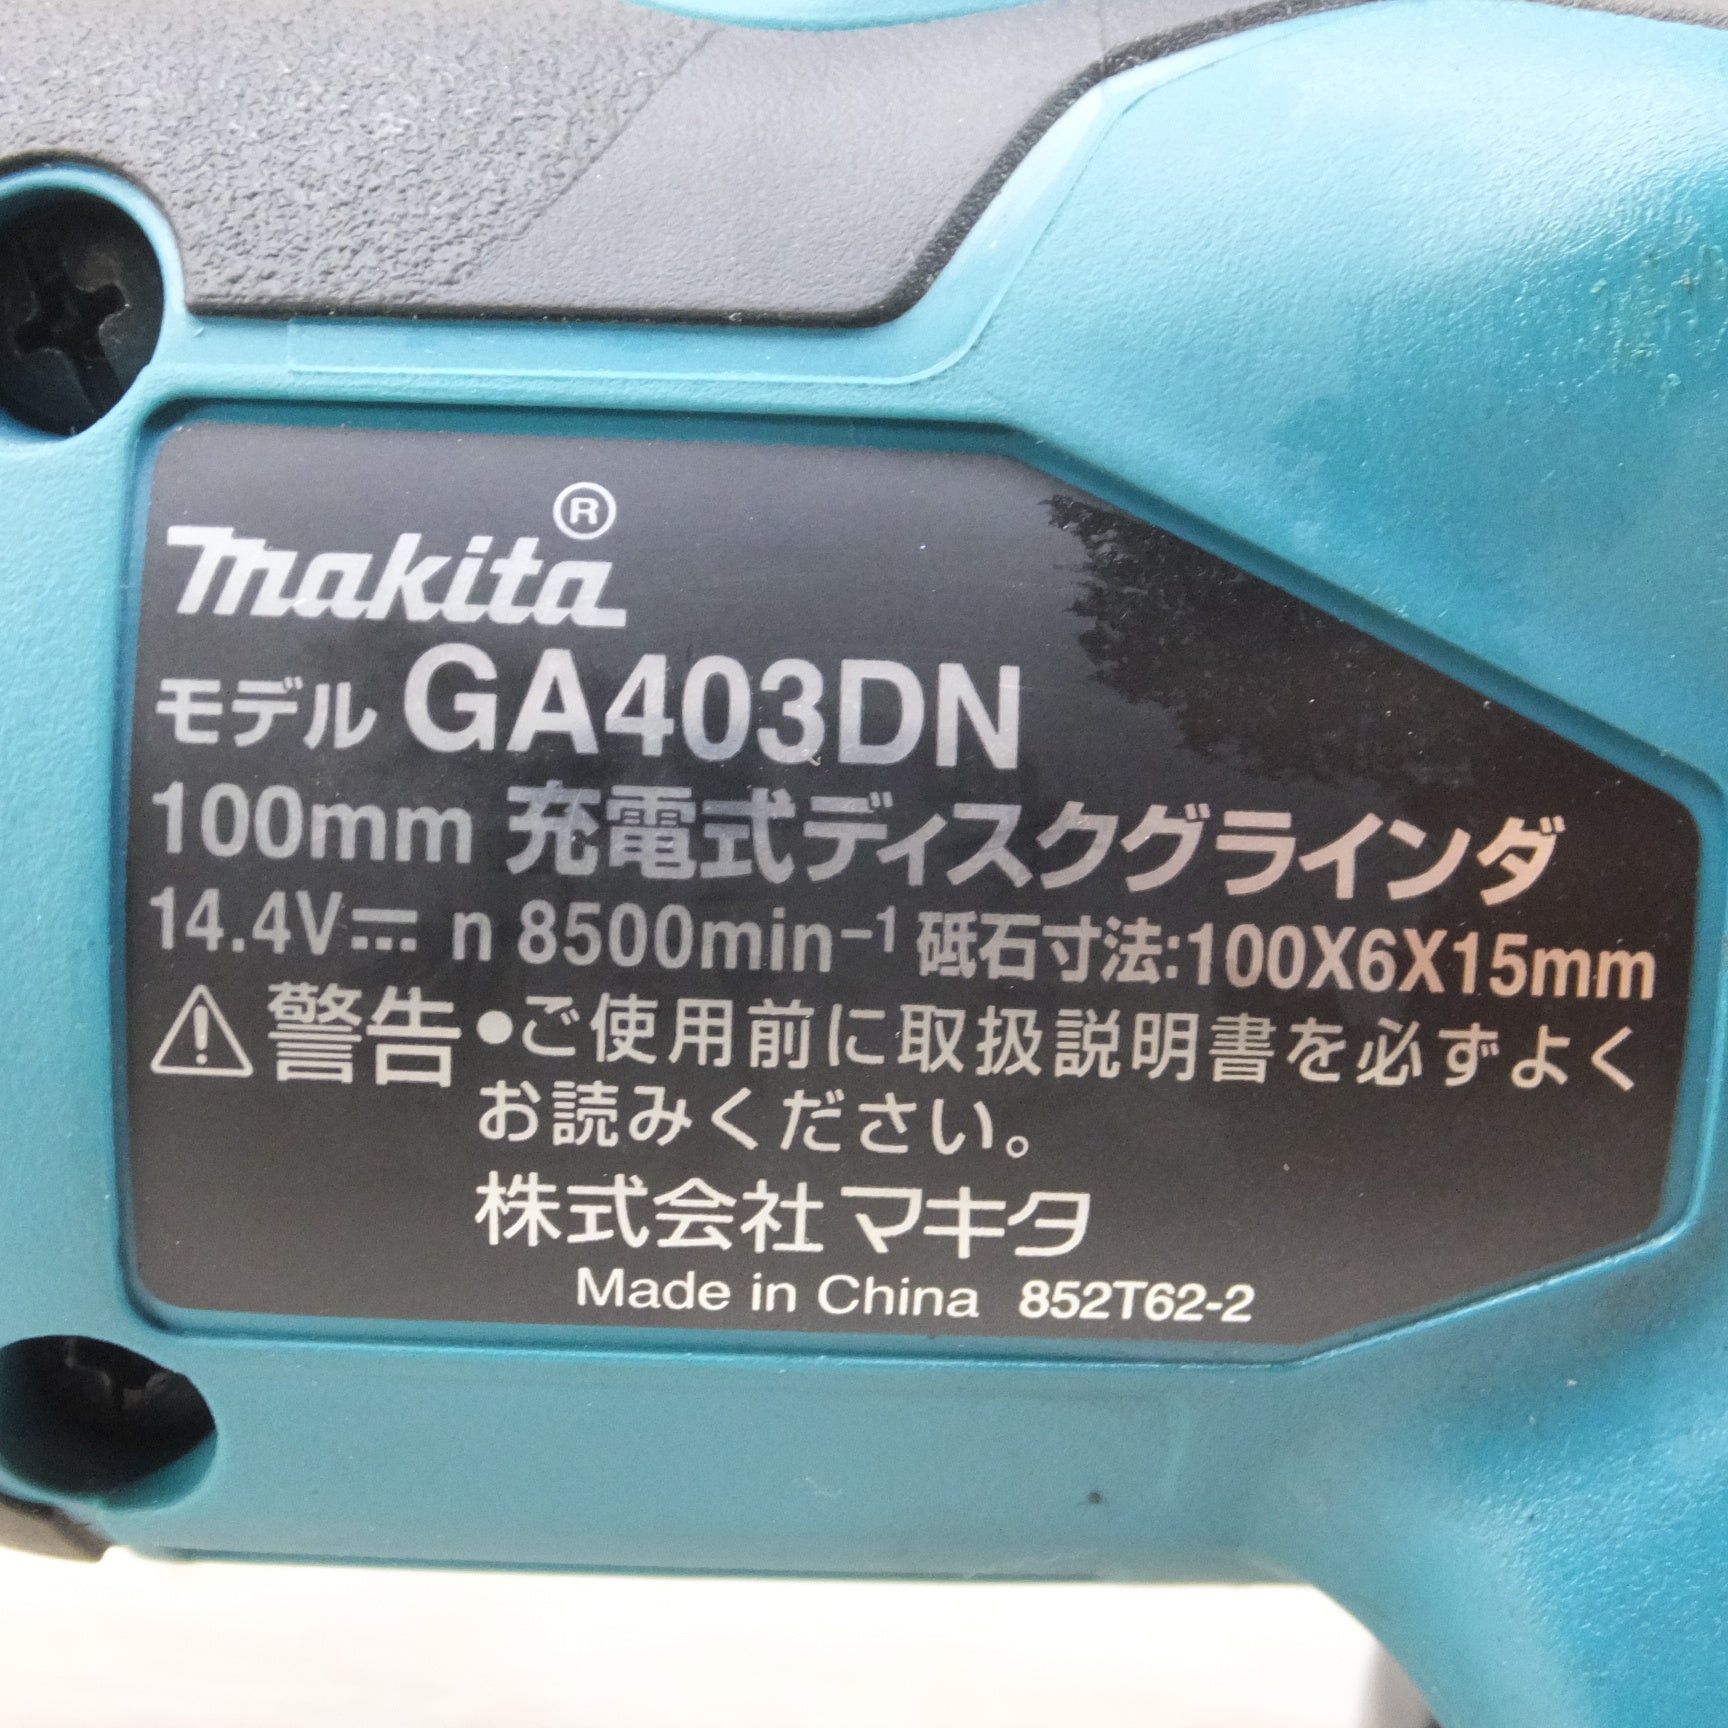 makita®
モデル GA403DN
100mm 充電式ディスクグラインダ
14.4V⎓ n 8500min⁻¹ 砥石寸法:100X6X15mm
⚠警告 ●ご使用前に取扱説明書を必ずよく
お読みください。
株式会社マキタ
Made in China 852T62-2